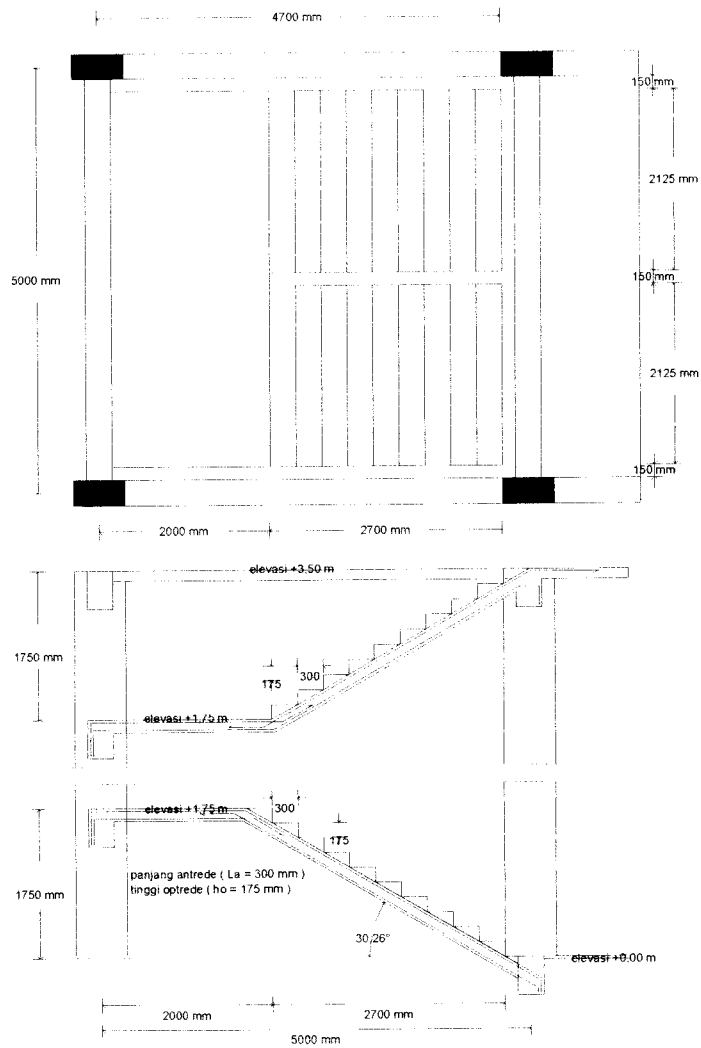 4700 mm
150 mm
2125 mm
5000 mm
150 mm
2125 mm
150 mm
2000 mm
2700 mm
elevasi +3,50 m
1750 mm
175
300
elevasi +1,75 m
elevasi +1,75 m
300
175
panjang antrede ( La = 300 mm )
tinggi optrede ( ho = 175 mm )
1750 mm
30,26°
elevasi +0,00 m
2000 mm
2700 mm
5000 mm